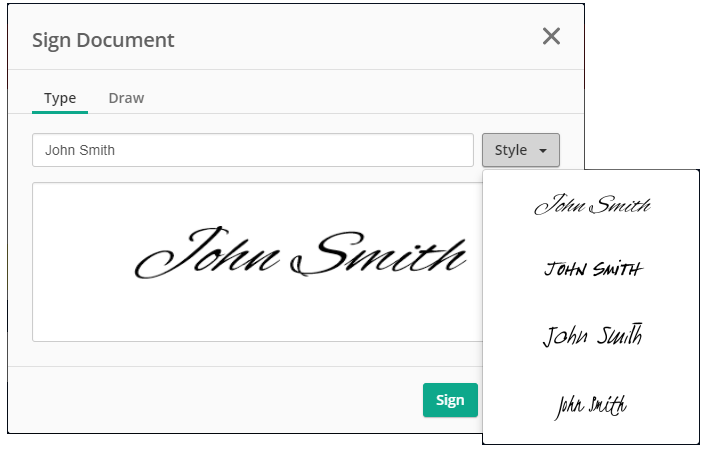 Sign Document
Type Draw
John Smith Style
John Smith
John Smith
JOHN SMITH
John Smith
John Smith
Sign